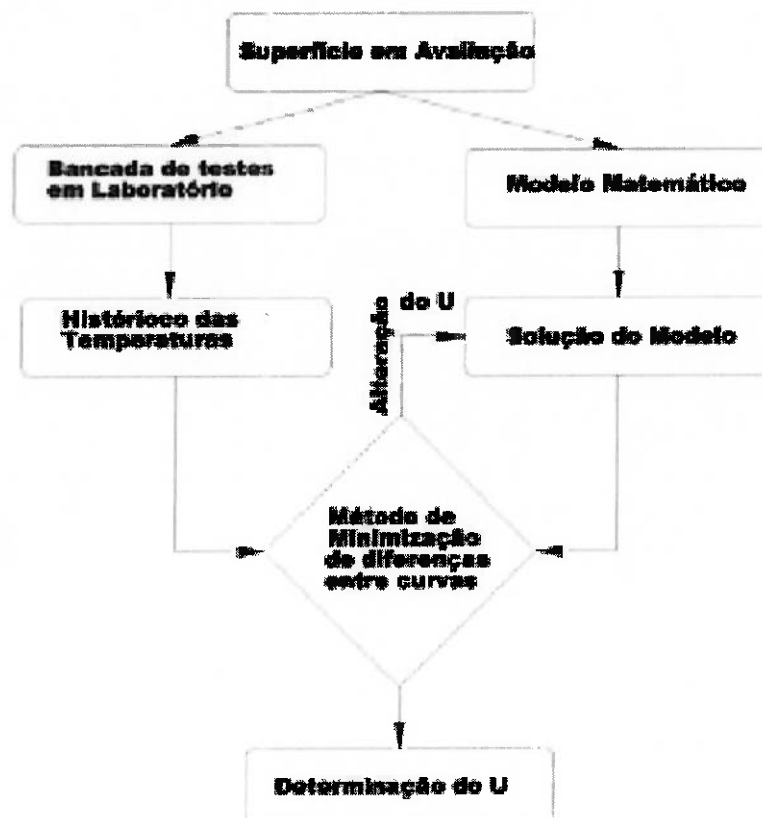 Superfície em Avaliação
Bancada de testes
em Laboratório
Modelo Matemático
Histórioco das
Temperaturas
Alteração do U
Solução do Modelo
Método de
Minimização
de diferenças
entre curvas
Determinação do U